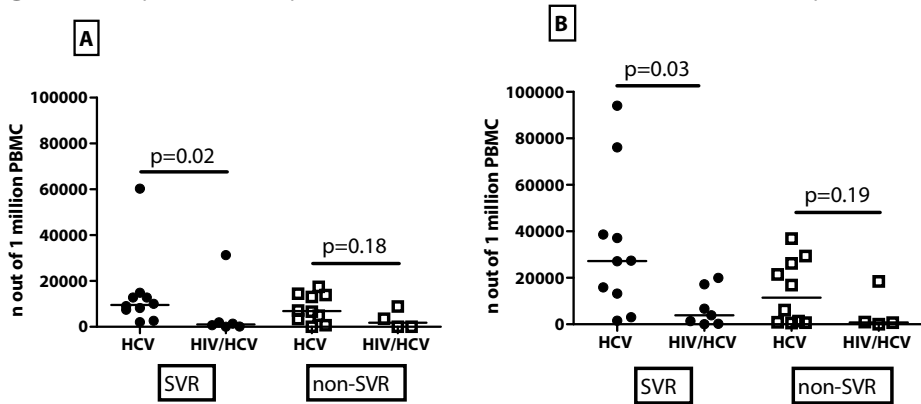 A
n out of 1 million PBMC
100000
80000
60000
40000
20000
0
p=0.02
p=0.18
HCV HIV/HCV HCV HIV/HCV
SVR non-SVR
B
n out of 1 million PBMC
100000
80000
60000
40000
20000
0
p=0.03
p=0.19
HCV HIV/HCV HCV HIV/HCV
SVR non-SVR